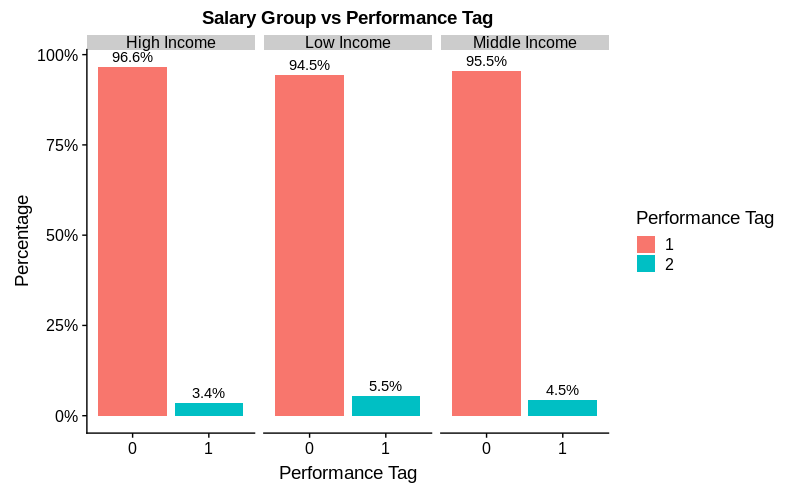 Salary Group vs Performance Tag
High Income
Low Income
Middle Income
100%
75%
50%
25%
0%
Percentage
96.6%
3.4%
94.5%
5.5%
95.5%
4.5%
0
1
0
1
0
1
Performance Tag
Performance Tag
1
2